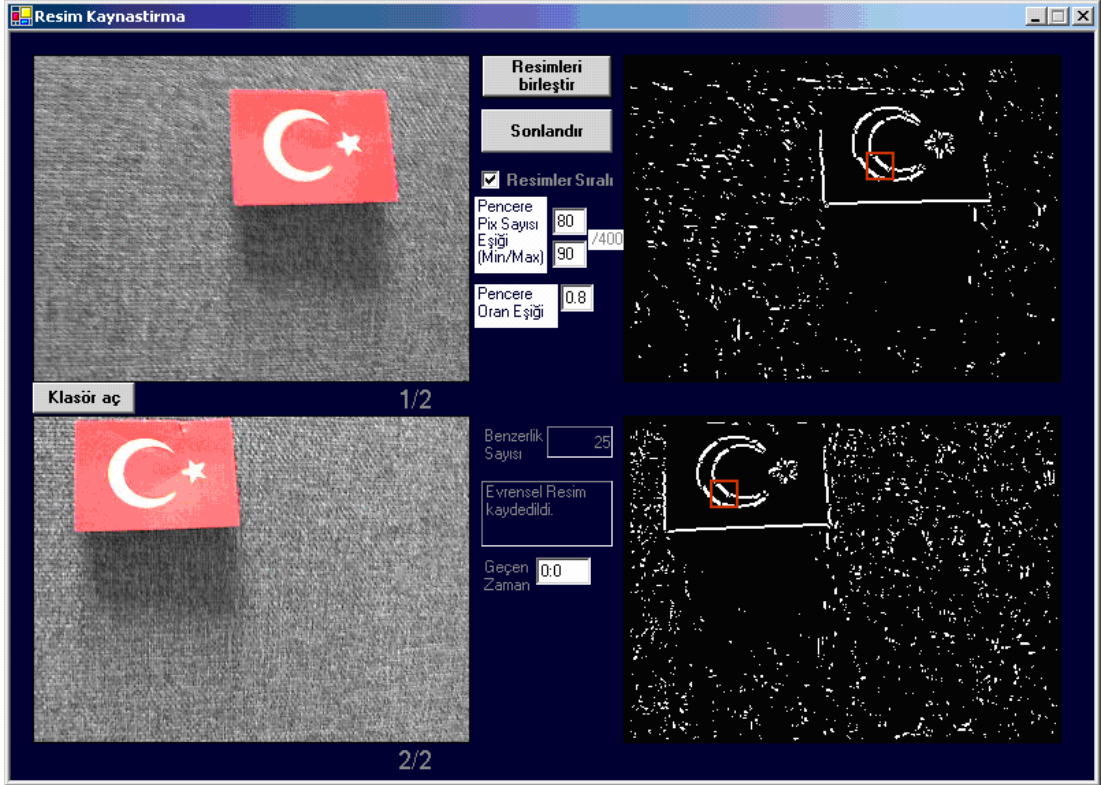 Resim Kaynastirma
Resimleri
birleştir
Sonlandır
Resimler Sıralı
Pencere
Pix Sayısı
Eşiği
(Min/Max)
80
90
/400
Pencere
Oran Eşiği
0.8
Klasör aç
1/2
Benzerlik
Sayısı
25
Evrensel Resim
kaydedildi.
Geçen
Zaman
0:0
2/2